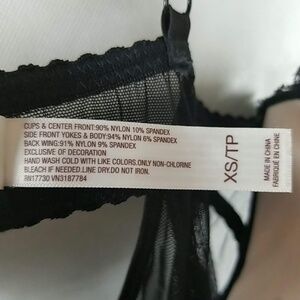 CUPS & CENTER FRONT:90% NYLON 10% SPANDEX
SIDE FRONT YOKES & BODY:94% NYLON 6% SPANDEX
BACK WING:91% NYLON 9% SPANDEX
EXCLUSIVE OF DECORATION
HAND WASH COLD WITH LIKE COLORS.ONLY NON-CHLORINE
BLEACH IF NEEDED.LINE DRY.DO NOT IRON.
RN17730 VN3187784
XS/TP
MADE IN CHINA
FABRIQUÉ EN CHINE